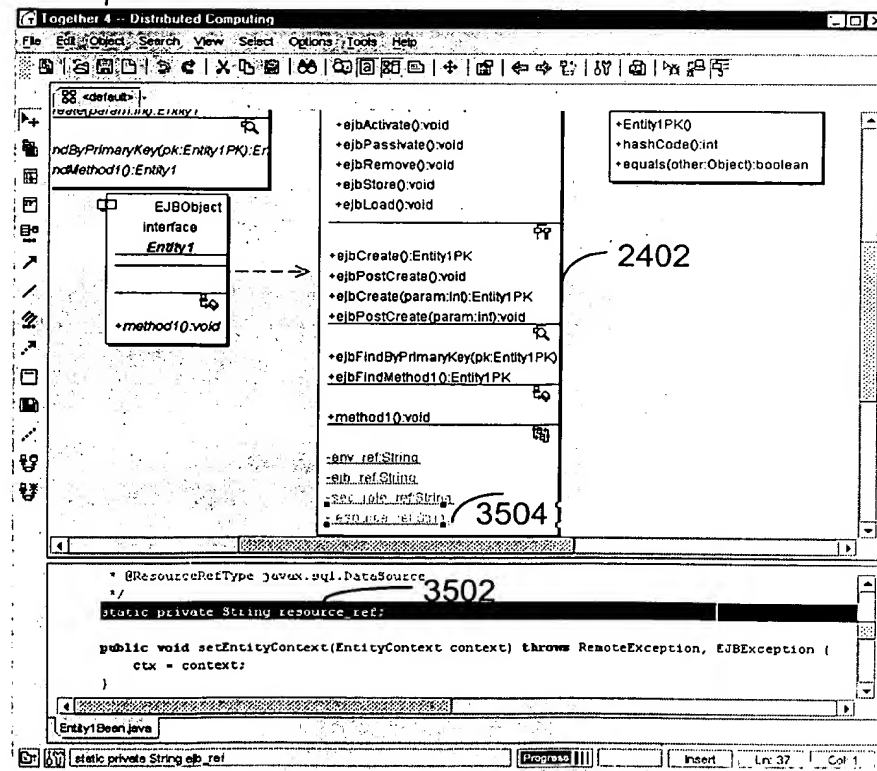 Together 4 -- Distributed Computing
File Edit Object Search View Select Options Tools Help
<default>
reate(param:int):Entity1
ndByPrimaryKey(pk:Entity1PK):En
ndMethod1():Entity1
EJBObject
interface
Entity1
+method1():void
+ejbActivate():void
+ejbPassivate():void
+ejbRemove():void
+ejbStore():void
+ejbLoad():void
+ejbCreate():Entity1PK
+ejbPostCreate():void
+ejbCreate(param:int):Entity1PK
+ejbPostCreate(param:int):void
+ejbFindByPrimaryKey(pk:Entity1PK)
+ejbFindMethod1():Entity1PK
+method1():void
-env_ref:String
-ejb_ref:String
-sec_role_ref:String
+Entity1PK()
+hashCode():int
+equals(other:Object):boolean
2402
3504
* @ResourceRefType javax.sql.DataSource
*/
3502
static private String resource_ref;
public void setEntityContext(EntityContext context) throws RemoteException, EJBException {
ctx = context;
}
Entity1Bean.java
static private String ejb_ref
Progress
Insert
Ln: 37
Col: 1